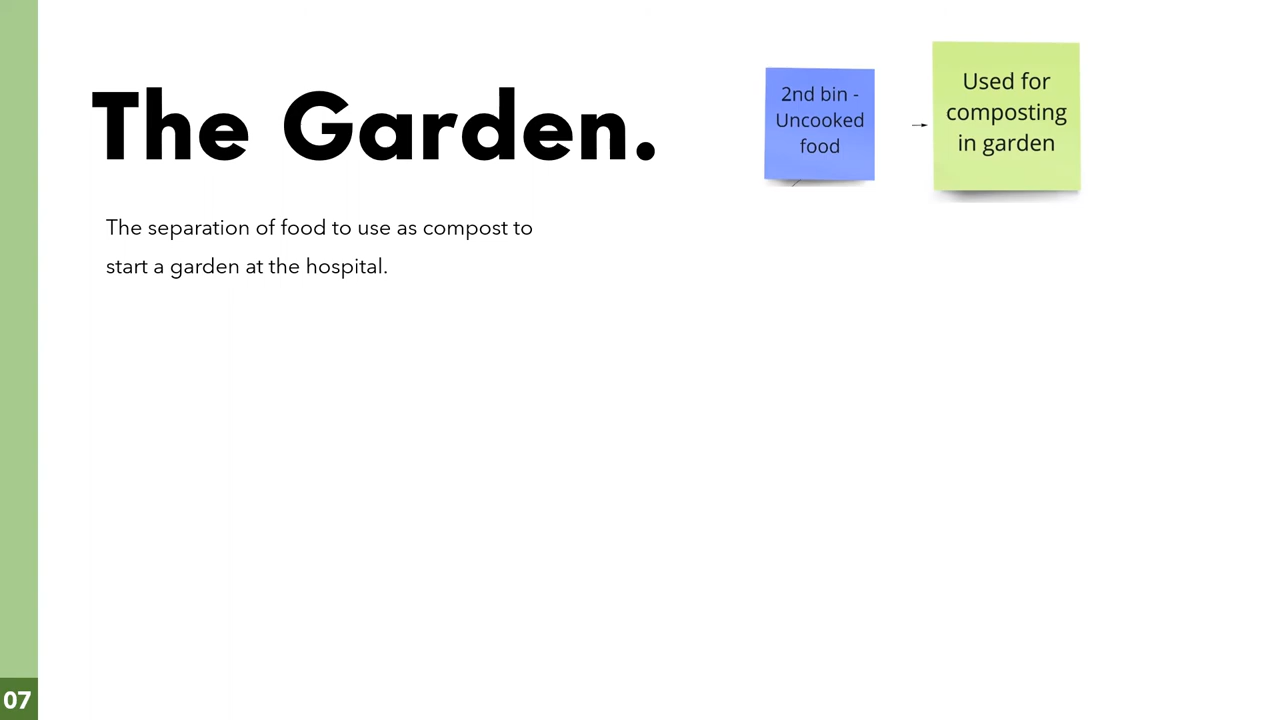 The Garden.
The separation of food to use as compost to
start a garden at the hospital.
2nd bin -
Uncooked
food
Used for
composting
in garden
07